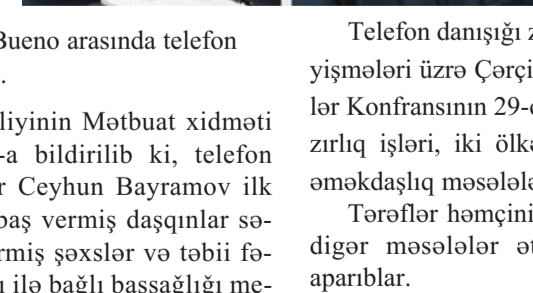 Bueno arasında telefon
.
liyinin Mətbuat xidməti
-a bildirilib ki, telefon
r Ceyhun Bayramov ilk
baş vermiş daşqınlar sə-
rmiş şəxslər və təbii fə-
ı ilə bağlı başsağlığı me-
Telefon danışığı z
yişmələri üzrə Çərçi
lər Konfransının 29-c
zırlıq işləri, iki ölkə
əməkdaşlıq məsələlə
Tərəflər həmçini
digər məsələlər ət
aparıblar.